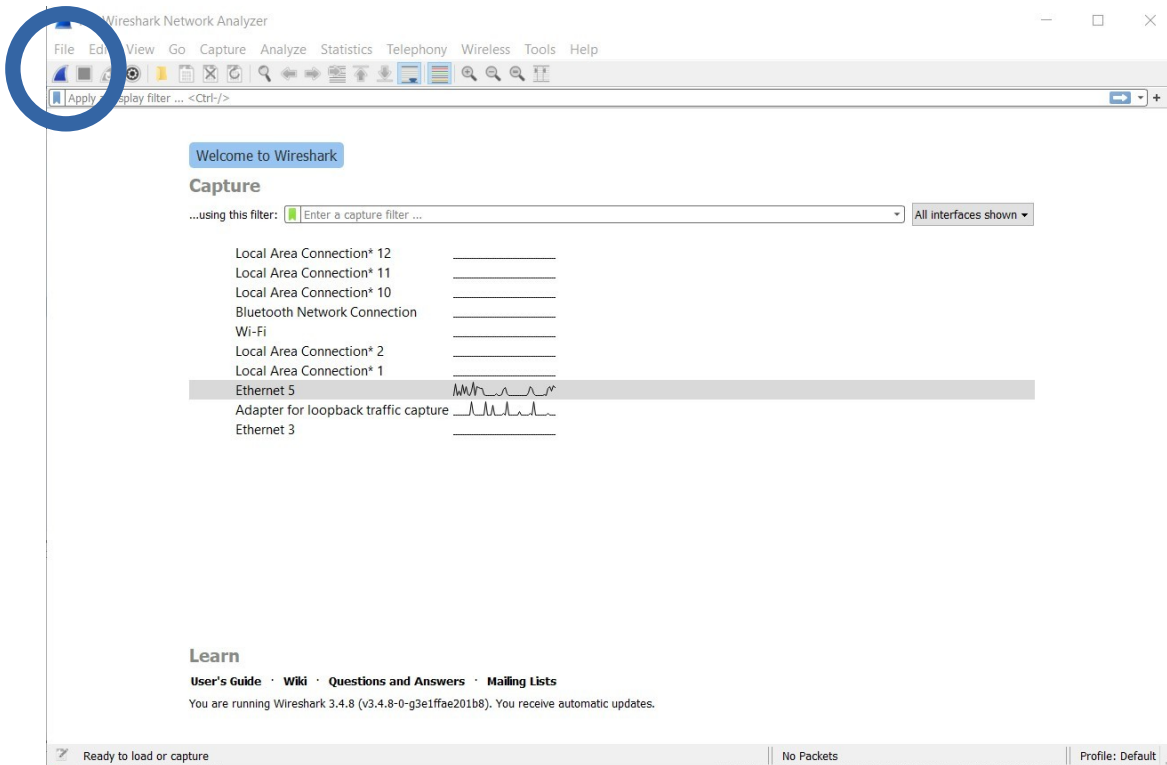 Wireshark Network Analyzer
File Edit View Go Capture Analyze Statistics Telephony Wireless Tools Help
Apply a display filter ... <Ctrl-/>
+
Welcome to Wireshark
Capture
...using this filter: Enter a capture filter ... All interfaces shown
Local Area Connection* 12
Local Area Connection* 11
Local Area Connection* 10
Bluetooth Network Connection
Wi-Fi
Local Area Connection* 2
Local Area Connection* 1
Ethernet 5
Adapter for loopback traffic capture
Ethernet 3
Learn
User's Guide · Wiki · Questions and Answers · Mailing Lists
You are running Wireshark 3.4.8 (v3.4.8-0-g3e1ffae201b8). You receive automatic updates.
Ready to load or capture No Packets Profile: Default